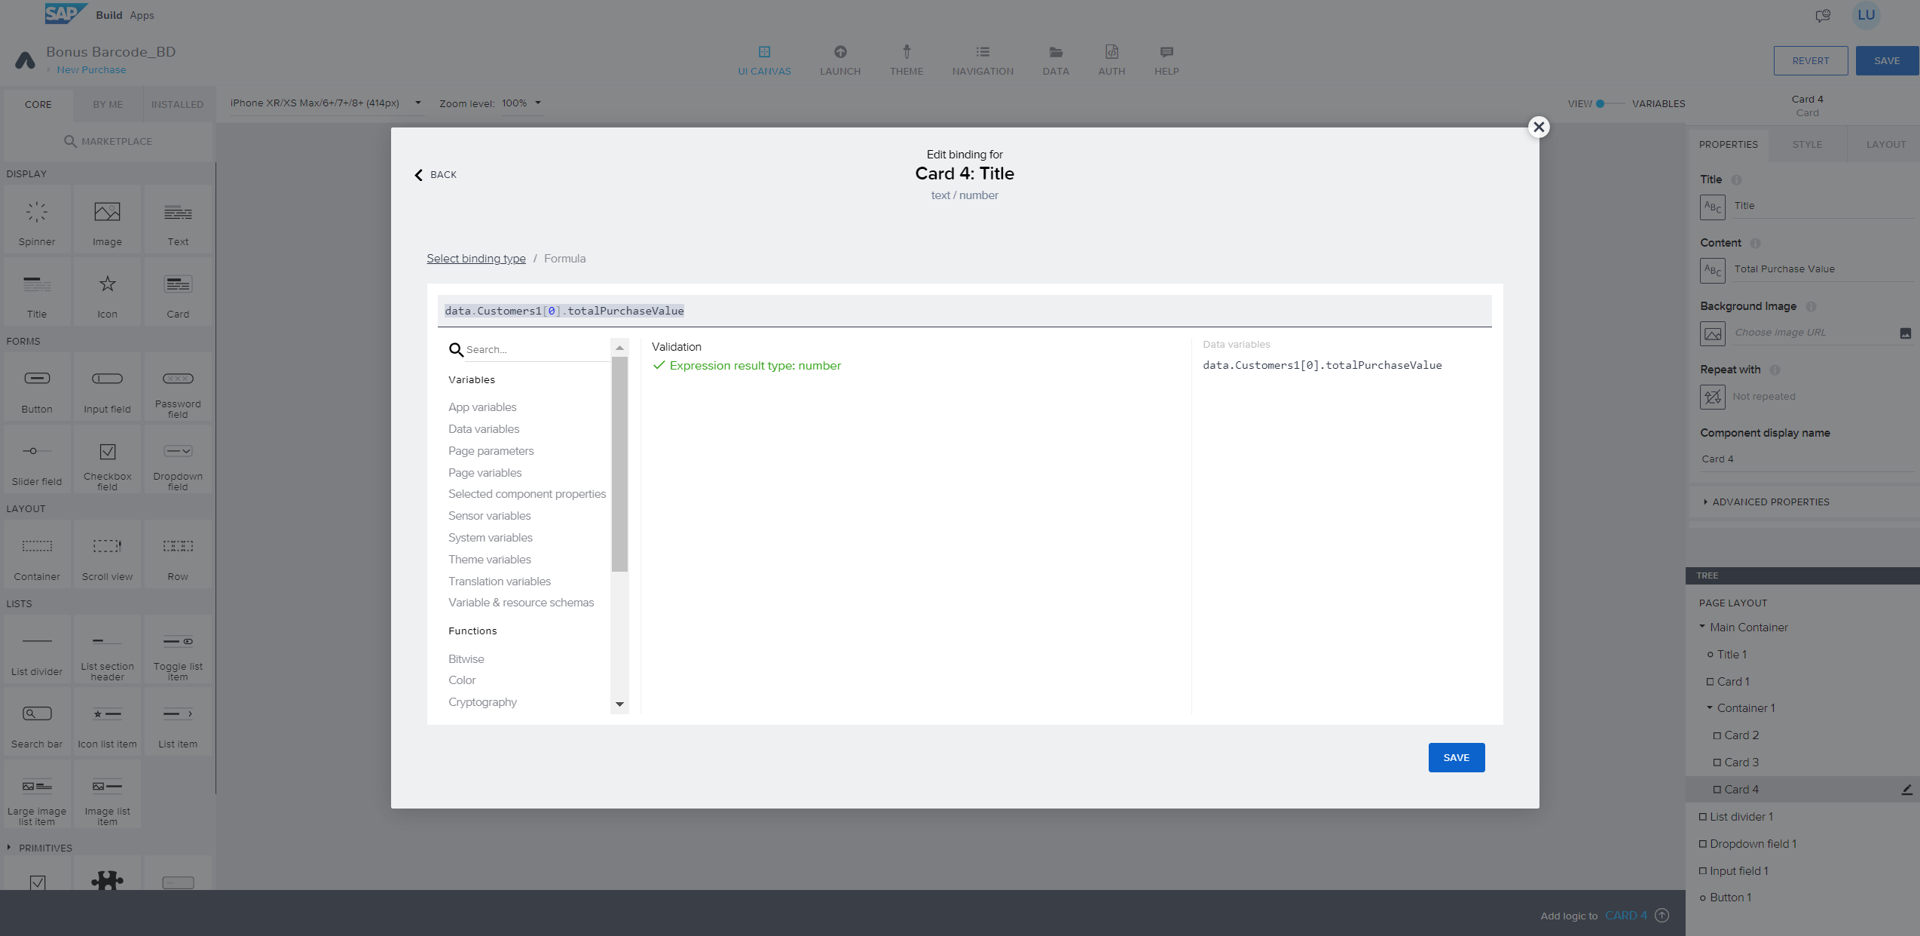 SAP Build Apps
LU
Bonus Barcode_BD
New Purchase
UI CANVAS
LAUNCH
THEME
NAVIGATION
DATA
AUTH
HELP
REVERT
SAVE
CORE
BY ME
INSTALLED
iPhone XR/XS Max/6+/7+/8+ (414px)
Zoom level: 100%
VIEW
VARIABLES
MARKETPLACE
DISPLAY
Spinner
Image
Text
Title
Icon
Card
FORMS
Button
Input field
Password
field
Slider field
Checkbox
field
Dropdown
field
LAYOUT
Container
Scroll view
Row
LISTS
List divider
List section
header
Toggle list
item
Search bar
Icon list item
List item
Large image
list item
Image list
item
PRIMITIVES
BACK
Edit binding for
Card 4: Title
text / number
Select binding type / Formula
data.Customers1[0].totalPurchaseValue
Search...
Variables
App variables
Data variables
Page parameters
Page variables
Selected component properties
Sensor variables
System variables
Theme variables
Translation variables
Variable & resource schemas
Functions
Bitwise
Color
Cryptography
Validation
Expression result type: number
Data variables
data.Customers1[0].totalPurchaseValue
SAVE
Card 4
Card
PROPERTIES
STYLE
LAYOUT
Title
ABC
Title
Content
ABC
Total Purchase Value
Background Image
Choose image URL
Repeat with
Not repeated
Component display name
Card 4
ADVANCED PROPERTIES
TREE
PAGE LAYOUT
Main Container
Title 1
Card 1
Container 1
Card 2
Card 3
Card 4
List divider 1
Dropdown field 1
Input field 1
Button 1
Add logic to CARD 4